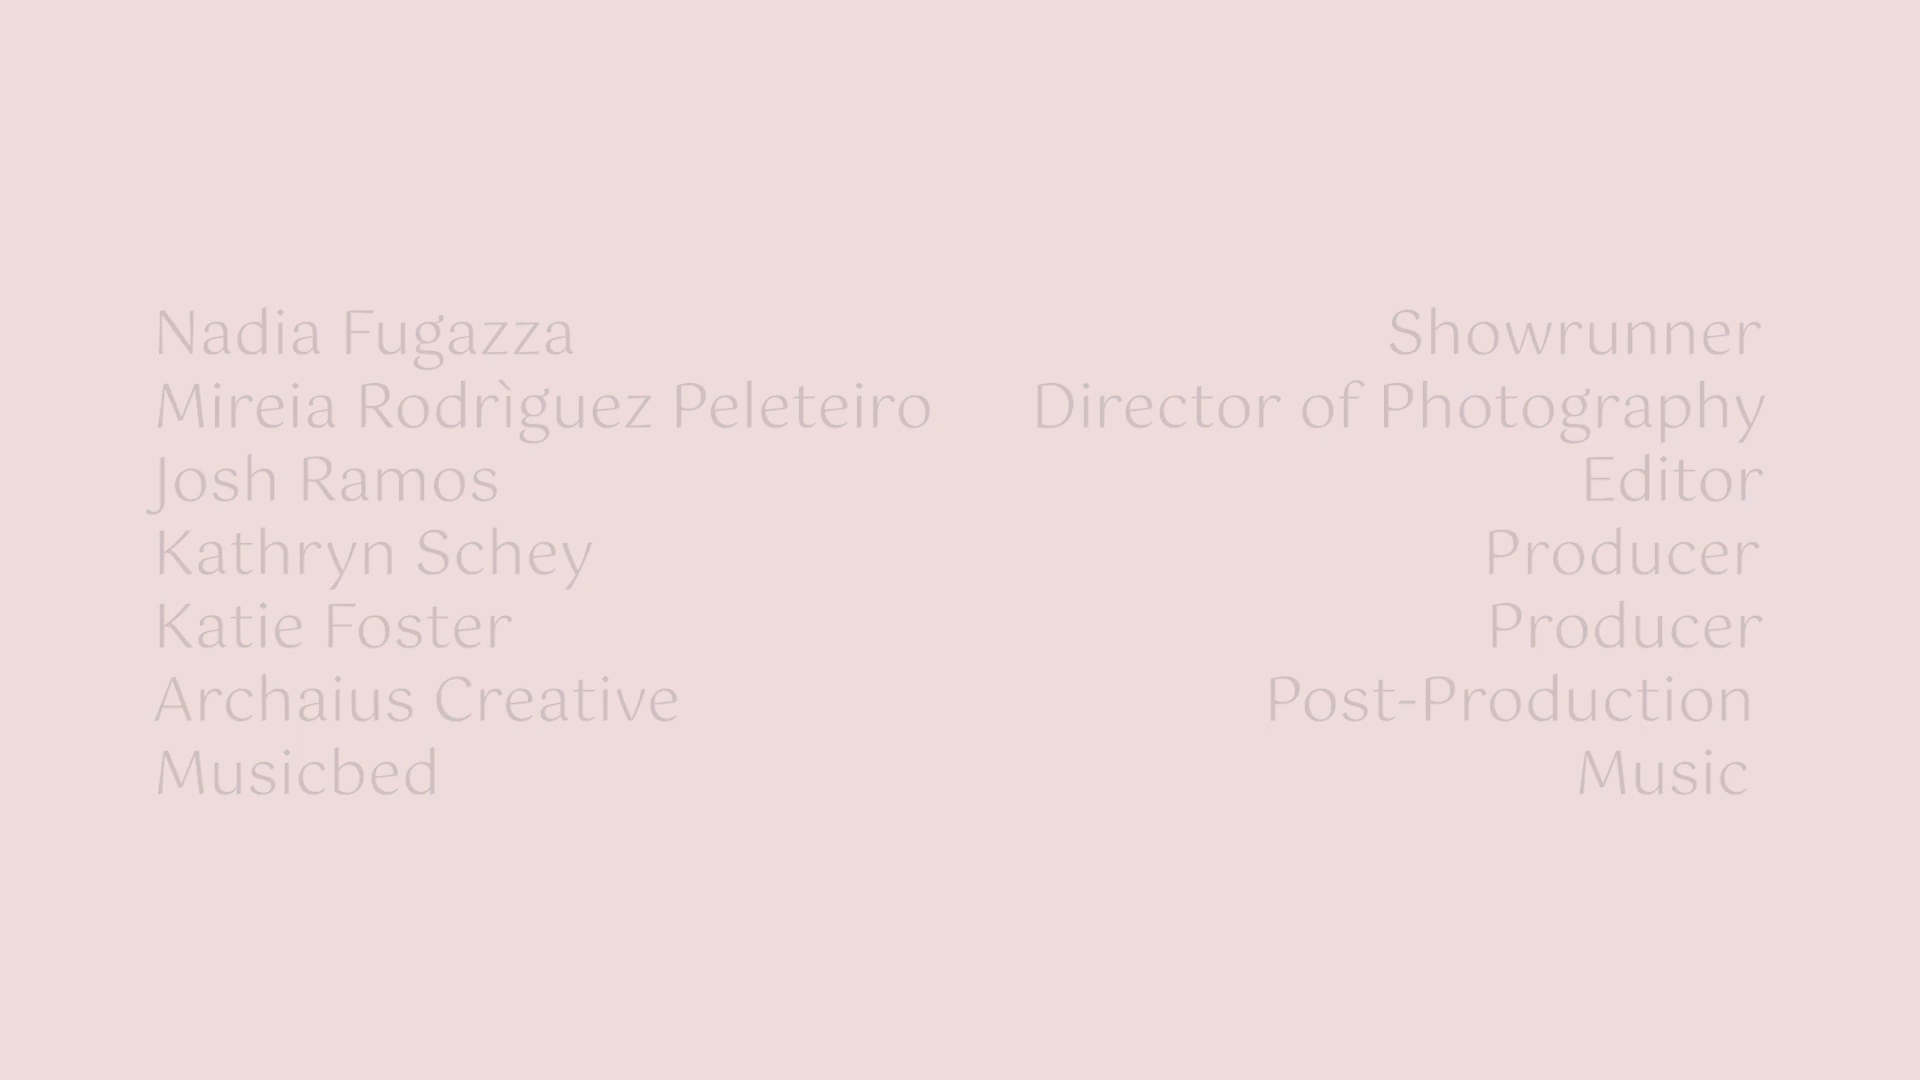 Nadia Fugazza Showrunner
Mireia Rodrìguez Peleteiro Director of Photography
Josh Ramos Editor
Kathryn Schey Producer
Katie Foster Producer
Archaius Creative Post-Production
Musicbed Music